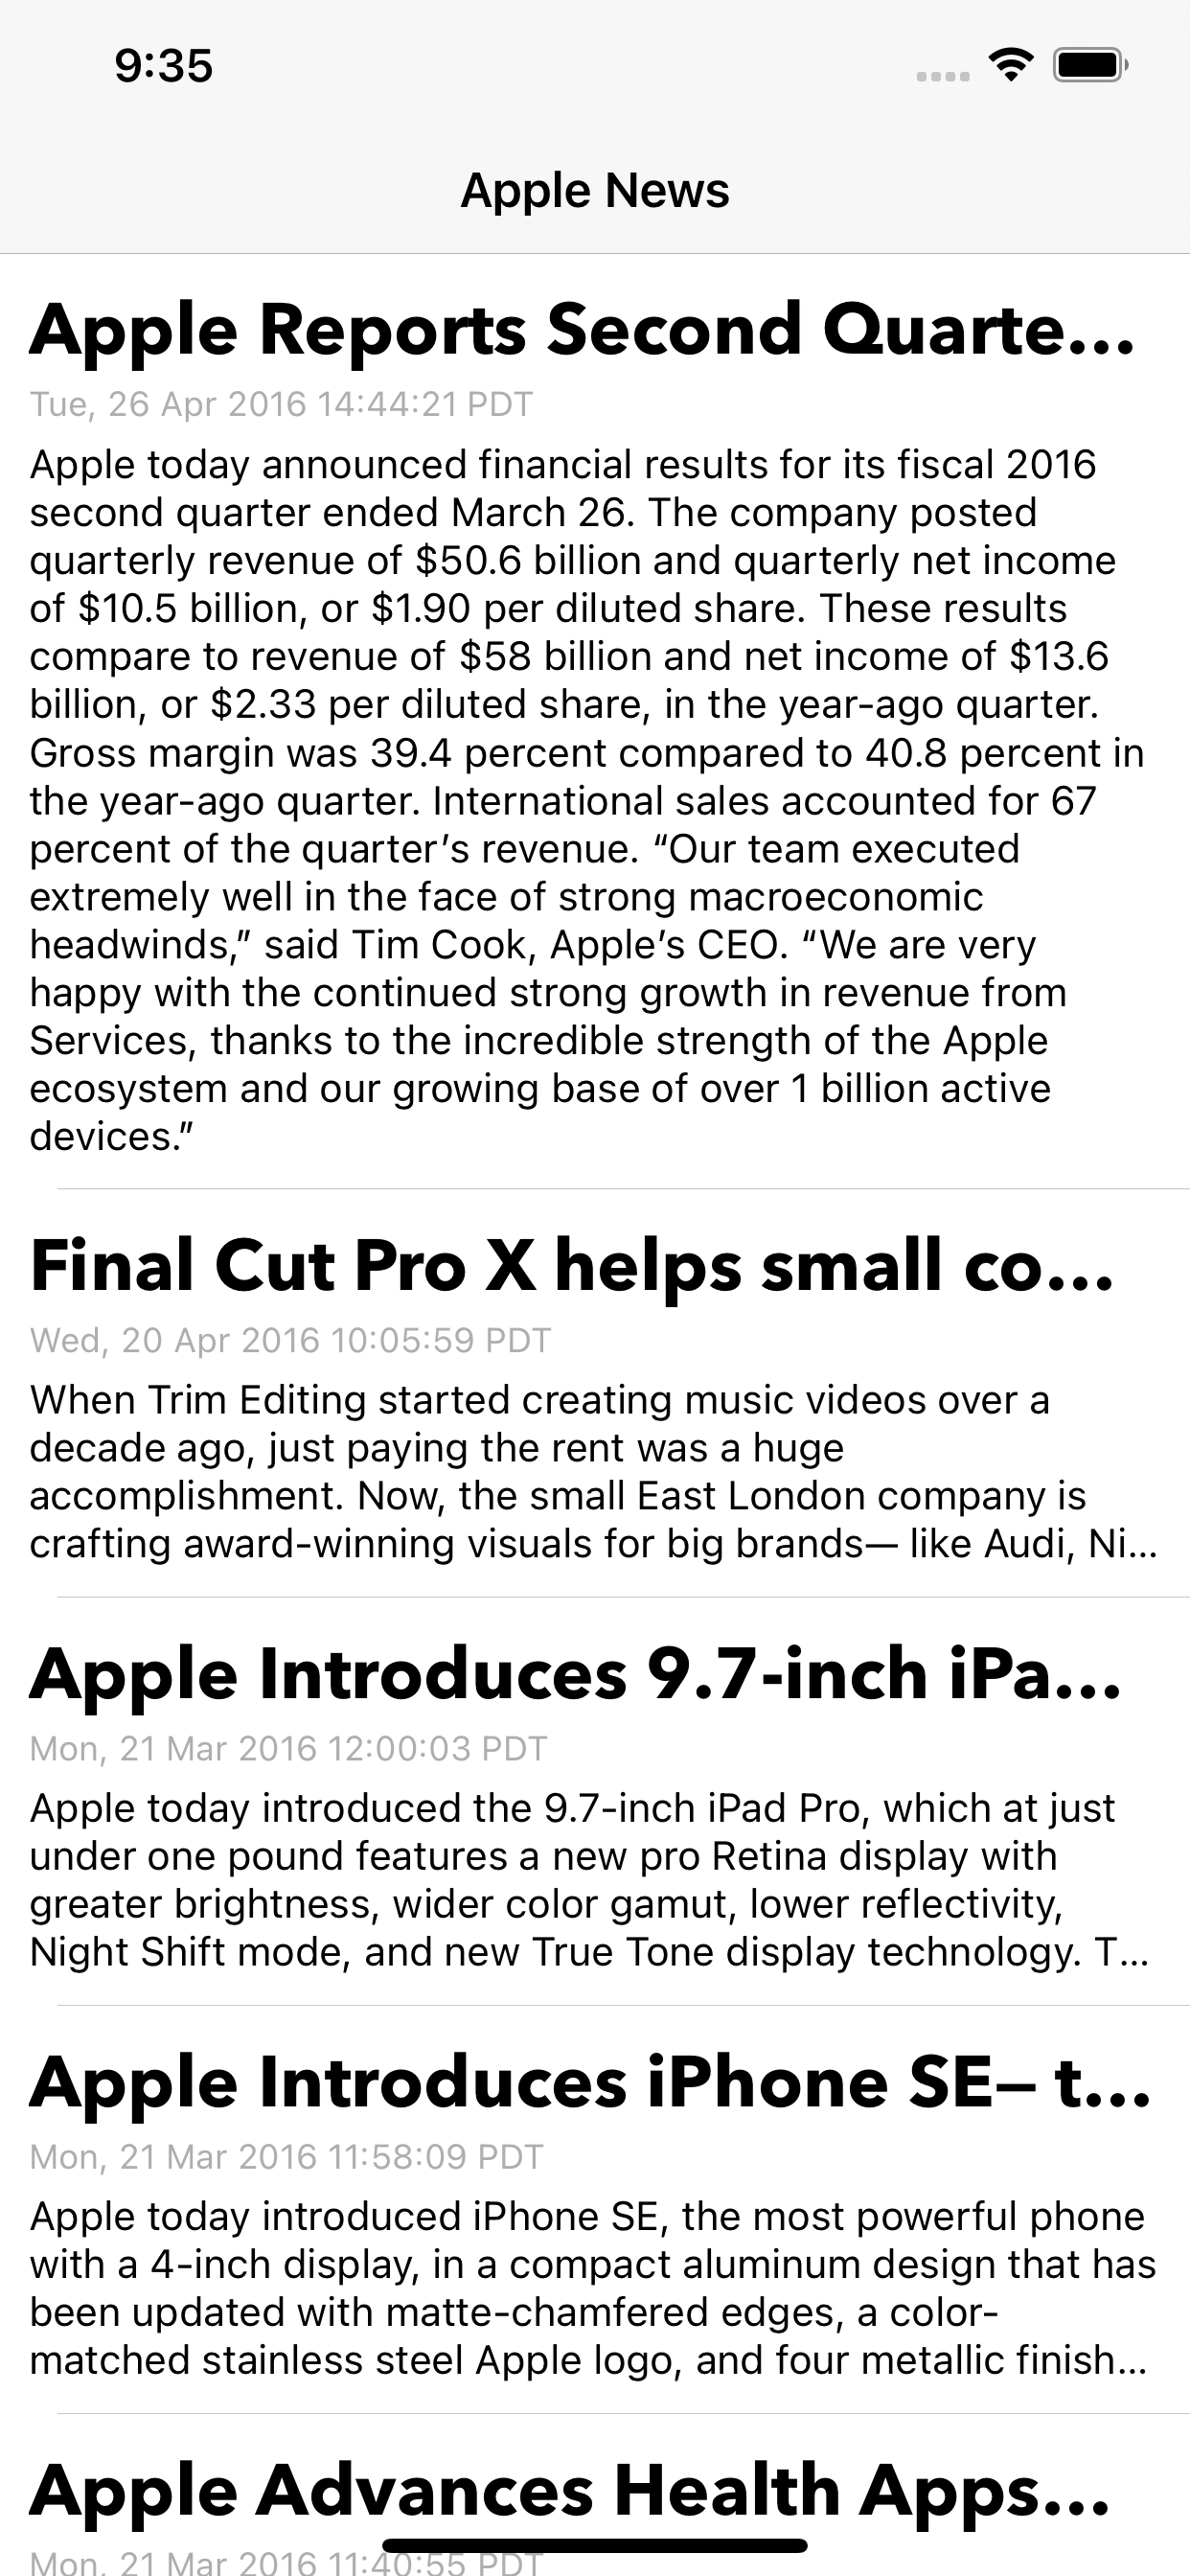 9:35
Apple News
Apple Reports Second Quarte...
Tue, 26 Apr 2016 14:44:21 PDT
Apple today announced financial results for its fiscal 2016
second quarter ended March 26. The company posted
quarterly revenue of $50.6 billion and quarterly net income
of $10.5 billion, or $1.90 per diluted share. These results
compare to revenue of $58 billion and net income of $13.6
billion, or $2.33 per diluted share, in the year-ago quarter.
Gross margin was 39.4 percent compared to 40.8 percent in
the year-ago quarter. International sales accounted for 67
percent of the quarter’s revenue. “Our team executed
extremely well in the face of strong macroeconomic
headwinds,” said Tim Cook, Apple’s CEO. “We are very
happy with the continued strong growth in revenue from
Services, thanks to the incredible strength of the Apple
ecosystem and our growing base of over 1 billion active
devices.”
Final Cut Pro X helps small co...
Wed, 20 Apr 2016 10:05:59 PDT
When Trim Editing started creating music videos over a
decade ago, just paying the rent was a huge
accomplishment. Now, the small East London company is
crafting award-winning visuals for big brands— like Audi, Ni...
Apple Introduces 9.7-inch iPa...
Mon, 21 Mar 2016 12:00:03 PDT
Apple today introduced the 9.7-inch iPad Pro, which at just
under one pound features a new pro Retina display with
greater brightness, wider color gamut, lower reflectivity,
Night Shift mode, and new True Tone display technology. T...
Apple Introduces iPhone SE— t...
Mon, 21 Mar 2016 11:58:09 PDT
Apple today introduced iPhone SE, the most powerful phone
with a 4-inch display, in a compact aluminum design that has
been updated with matte-chamfered edges, a color-
matched stainless steel Apple logo, and four metallic finish...
Apple Advances Health Apps...
Mon, 21 Mar 2016 11:40:55 PDT